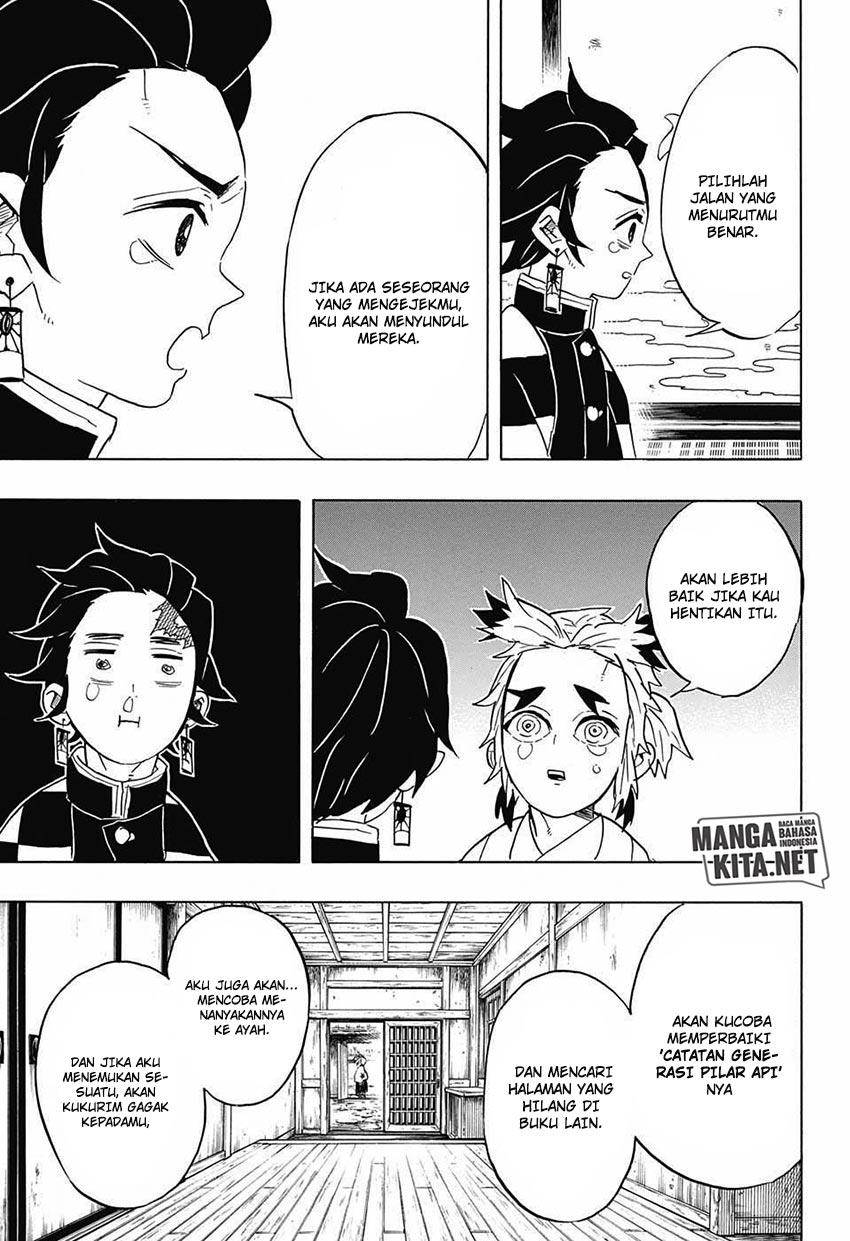 PILIHLAH
JALAN YANG
MENURUTMU
BENAR.
JIKA ADA SESEORANG
YANG MENGEJEKMU,
AKU AKAN MENYUNDUL
MEREKA.
AKAN LEBIH
BAIK JIKA KAU
HENTIKAN ITU.
MANGA
KITA.NET
BACA MANGA
BAHASA
INDONESIA
AKAN KUCOBA
MEMPERBAIKI
'CATATAN GENE-
RASI PILAR API'
NYA
DAN MENCARI
HALAMAN YANG
HILANG DI
BUKU LAIN.
AKU JUGA AKAN...
MENCOBA ME-
NANYAKANNYA
KE AYAH.
DAN JIKA AKU
MENEMUKAN SE-
SUATU, AKAN
KUKURIM GAGAK
KEPADAMU,